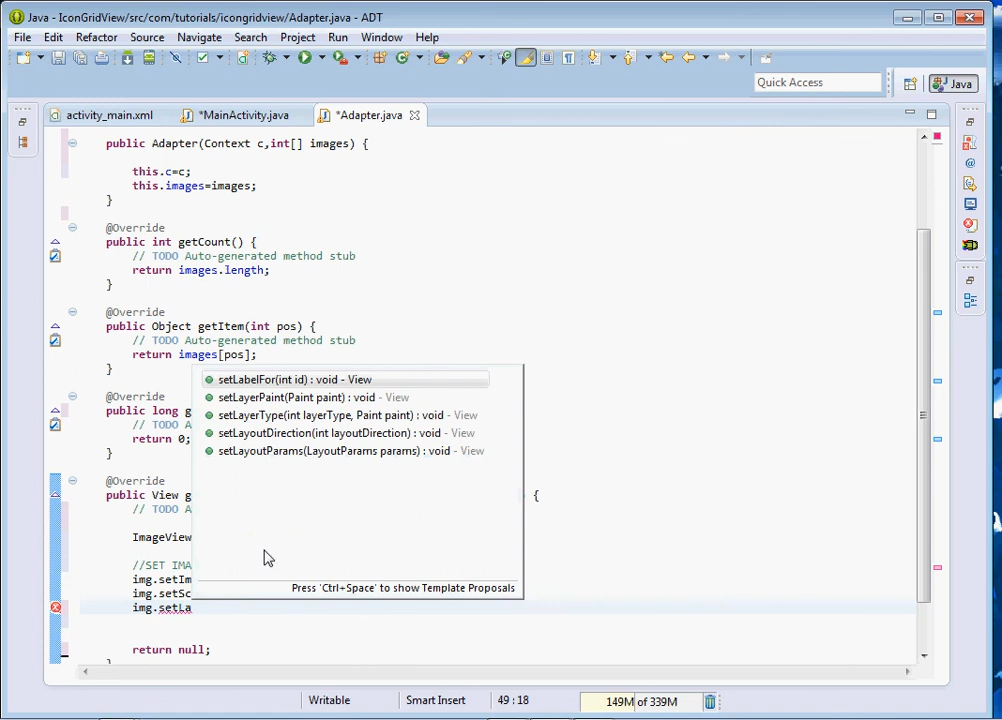 Java - IconGridView/src/com/tutorials/icongridview/Adapter.java - ADT
File Edit Refactor Source Navigate Search Project Run Window Help
Quick Access
Java
activity_main.xml
*MainActivity.java
*Adapter.java
public Adapter(Context c,int[] images) {
this.c=c;
this.images=images;
}
@Override
public int getCount() {
// TODO Auto-generated method stub
return images.length;
}
@Override
public Object getItem(int pos) {
// TODO Auto-generated method stub
return images[pos];
}
@Override
public long g
// TODO A
return 0;
}
@Override
public View g {
// TODO A
ImageView
//SET IMA
img.setIm
img.setSc
img.setLa
return null;
}
setLabelFor(int id) : void - View
setLayerPaint(Paint paint) : void - View
setLayerType(int layerType, Paint paint) : void - View
setLayoutDirection(int layoutDirection) : void - View
setLayoutParams(LayoutParams params) : void - View
Press 'Ctrl+Space' to show Template Proposals
Writable
Smart Insert
49 : 18
149M of 339M